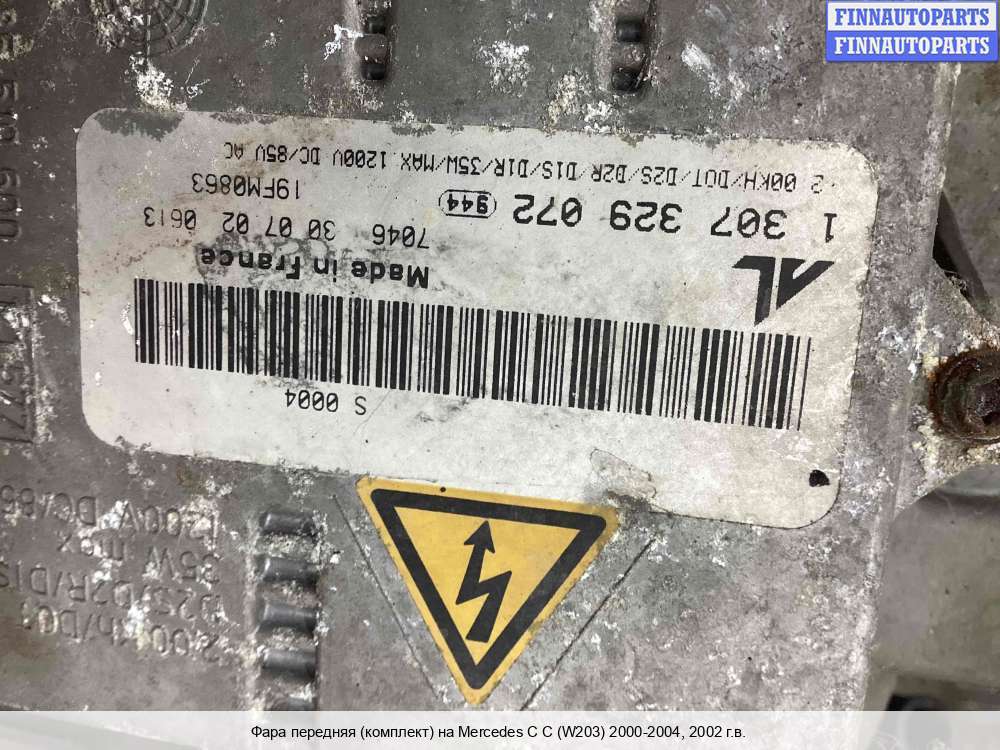 FINNAUTOPARTS
FINNAUTOPARTS
S 0004
Made in France
7046 30 07 02 0613
19FM0863
AL
1 307 329 072 944
2 00KH/DOT/D2S/D2R D1S/D1R/35W/MAX 1200V DC/85V AC
35W max
Фара передняя (комплект) на Mercedes C C (W203) 2000-2004, 2002 г.в.